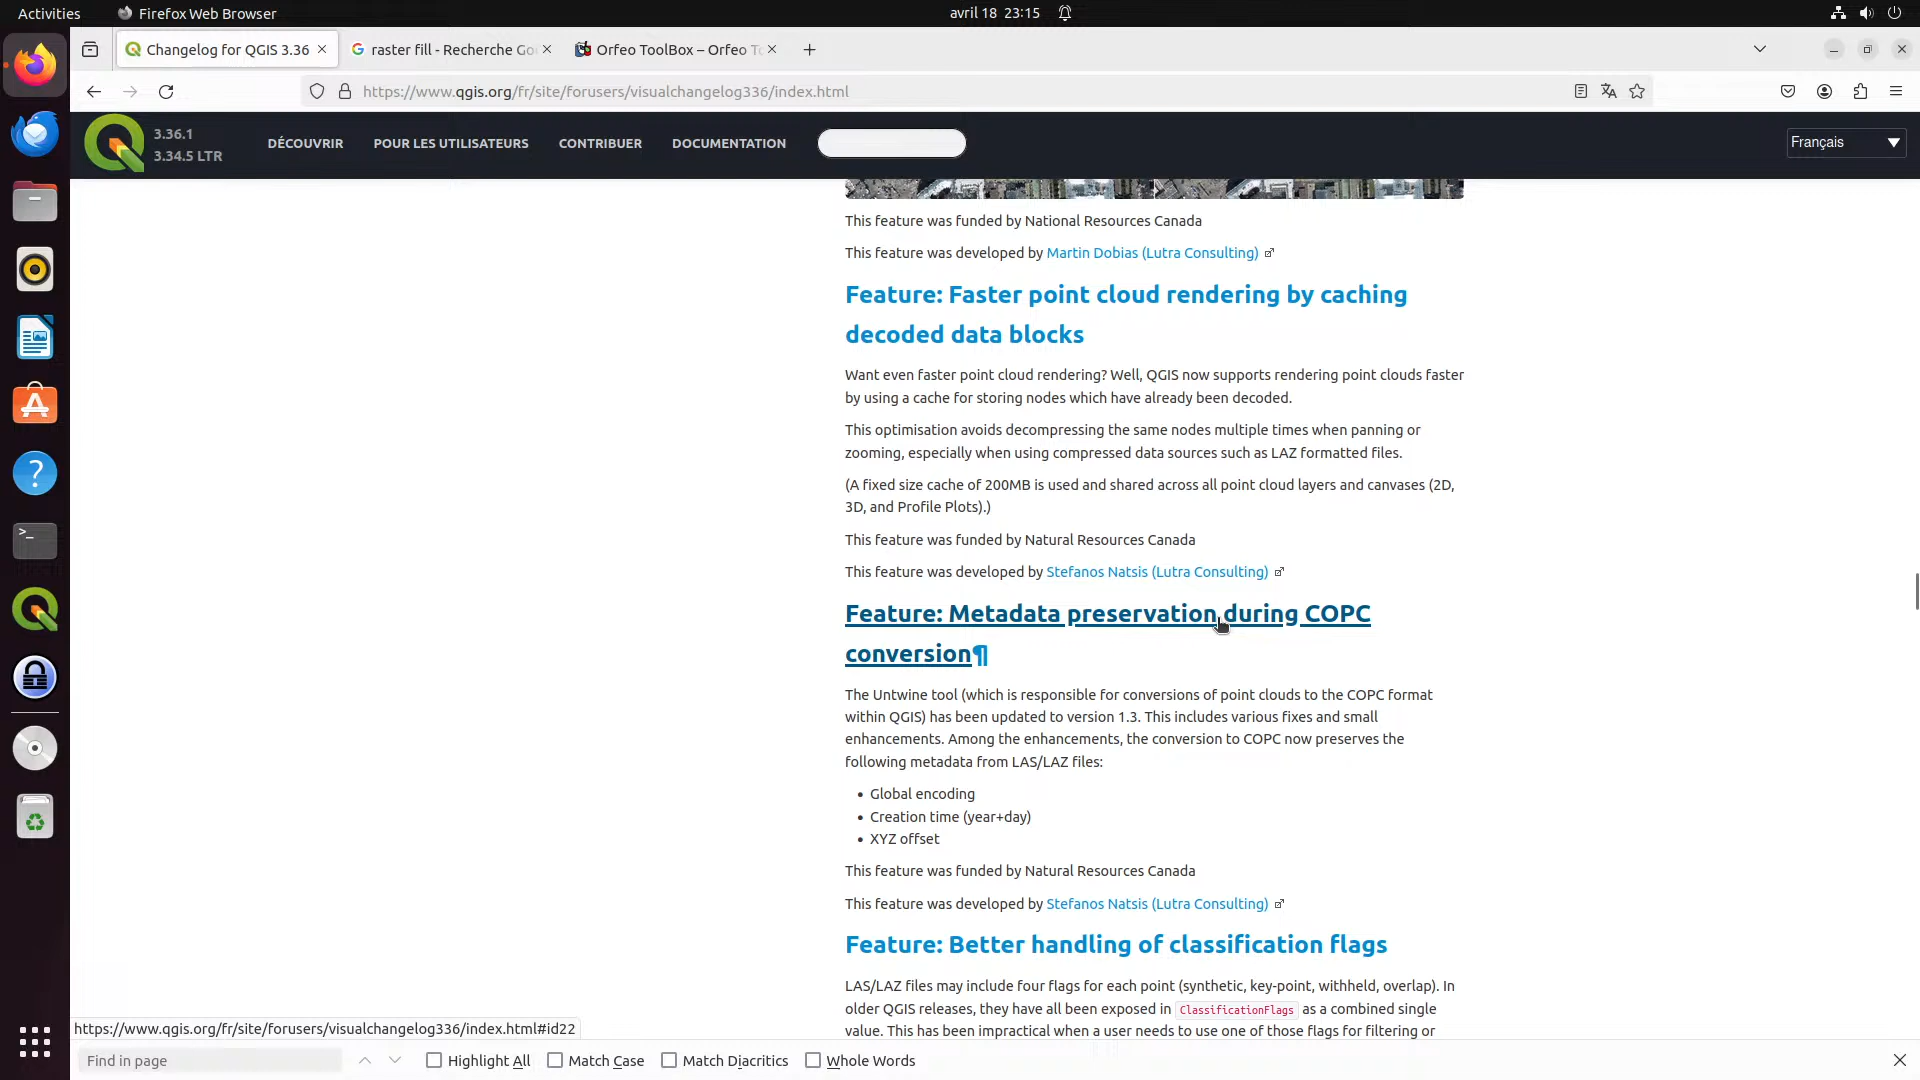 Activities
Firefox Web Browser
avril 18 23:15
Changelog for QGIS 3.36
raster fill - Recherche Go
Orfeo ToolBox – Orfeo T
https://www.qgis.org/fr/site/forusers/visualchangelog336/index.html
3.36.1
3.34.5 LTR
DÉCOUVRIR
POUR LES UTILISATEURS
CONTRIBUER
DOCUMENTATION
Français
This feature was funded by National Resources Canada
This feature was developed by Martin Dobias (Lutra Consulting)
Feature: Faster point cloud rendering by caching
decoded data blocks
Want even faster point cloud rendering? Well, QGIS now supports rendering point clouds faster
by using a cache for storing nodes which have already been decoded.
This optimisation avoids decompressing the same nodes multiple times when panning or
zooming, especially when using compressed data sources such as LAZ formatted files.
(A fixed size cache of 200MB is used and shared across all point cloud layers and canvases (2D,
3D, and Profile Plots).)
This feature was funded by Natural Resources Canada
This feature was developed by Stefanos Natsis (Lutra Consulting)
Feature: Metadata preservation during COPC
conversion¶
The Untwine tool (which is responsible for conversions of point clouds to the COPC format
within QGIS) has been updated to version 1.3. This includes various fixes and small
enhancements. Among the enhancements, the conversion to COPC now preserves the
following metadata from LAS/LAZ files:
• Global encoding
• Creation time (year+day)
• XYZ offset
This feature was funded by Natural Resources Canada
This feature was developed by Stefanos Natsis (Lutra Consulting)
Feature: Better handling of classification flags
LAS/LAZ files may include four flags for each point (synthetic, key-point, withheld, overlap). In
older QGIS releases, they have all been exposed in ClassificationFlags as a combined single
value. This has been impractical when a user needs to use one of those flags for filtering or
https://www.qgis.org/fr/site/forusers/visualchangelog336/index.html#id22
Find in page
Highlight All
Match Case
Match Diacritics
Whole Words